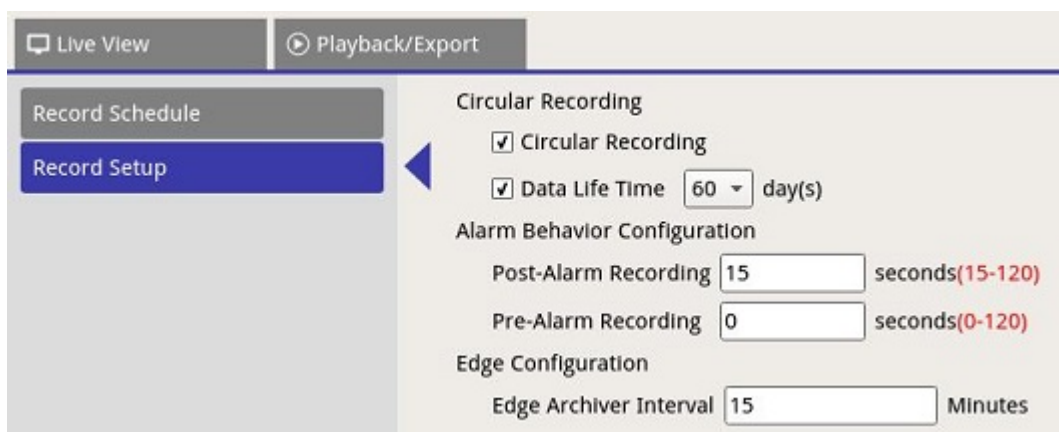 Live View Playback/Export
Record Schedule
Record Setup
Circular Recording
Circular Recording
Data Life Time 60 day(s)
Alarm Behavior Configuration
Post-Alarm Recording 15 seconds(15-120)
Pre-Alarm Recording 0 seconds(0-120)
Edge Configuration
Edge Archiver Interval 15 Minutes